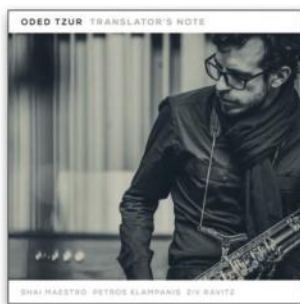 ODED TZUR TRANSLATOR'S NOTE
SHAI MAESTRO PETROS KLAMPANIS ZIV RAVITZ